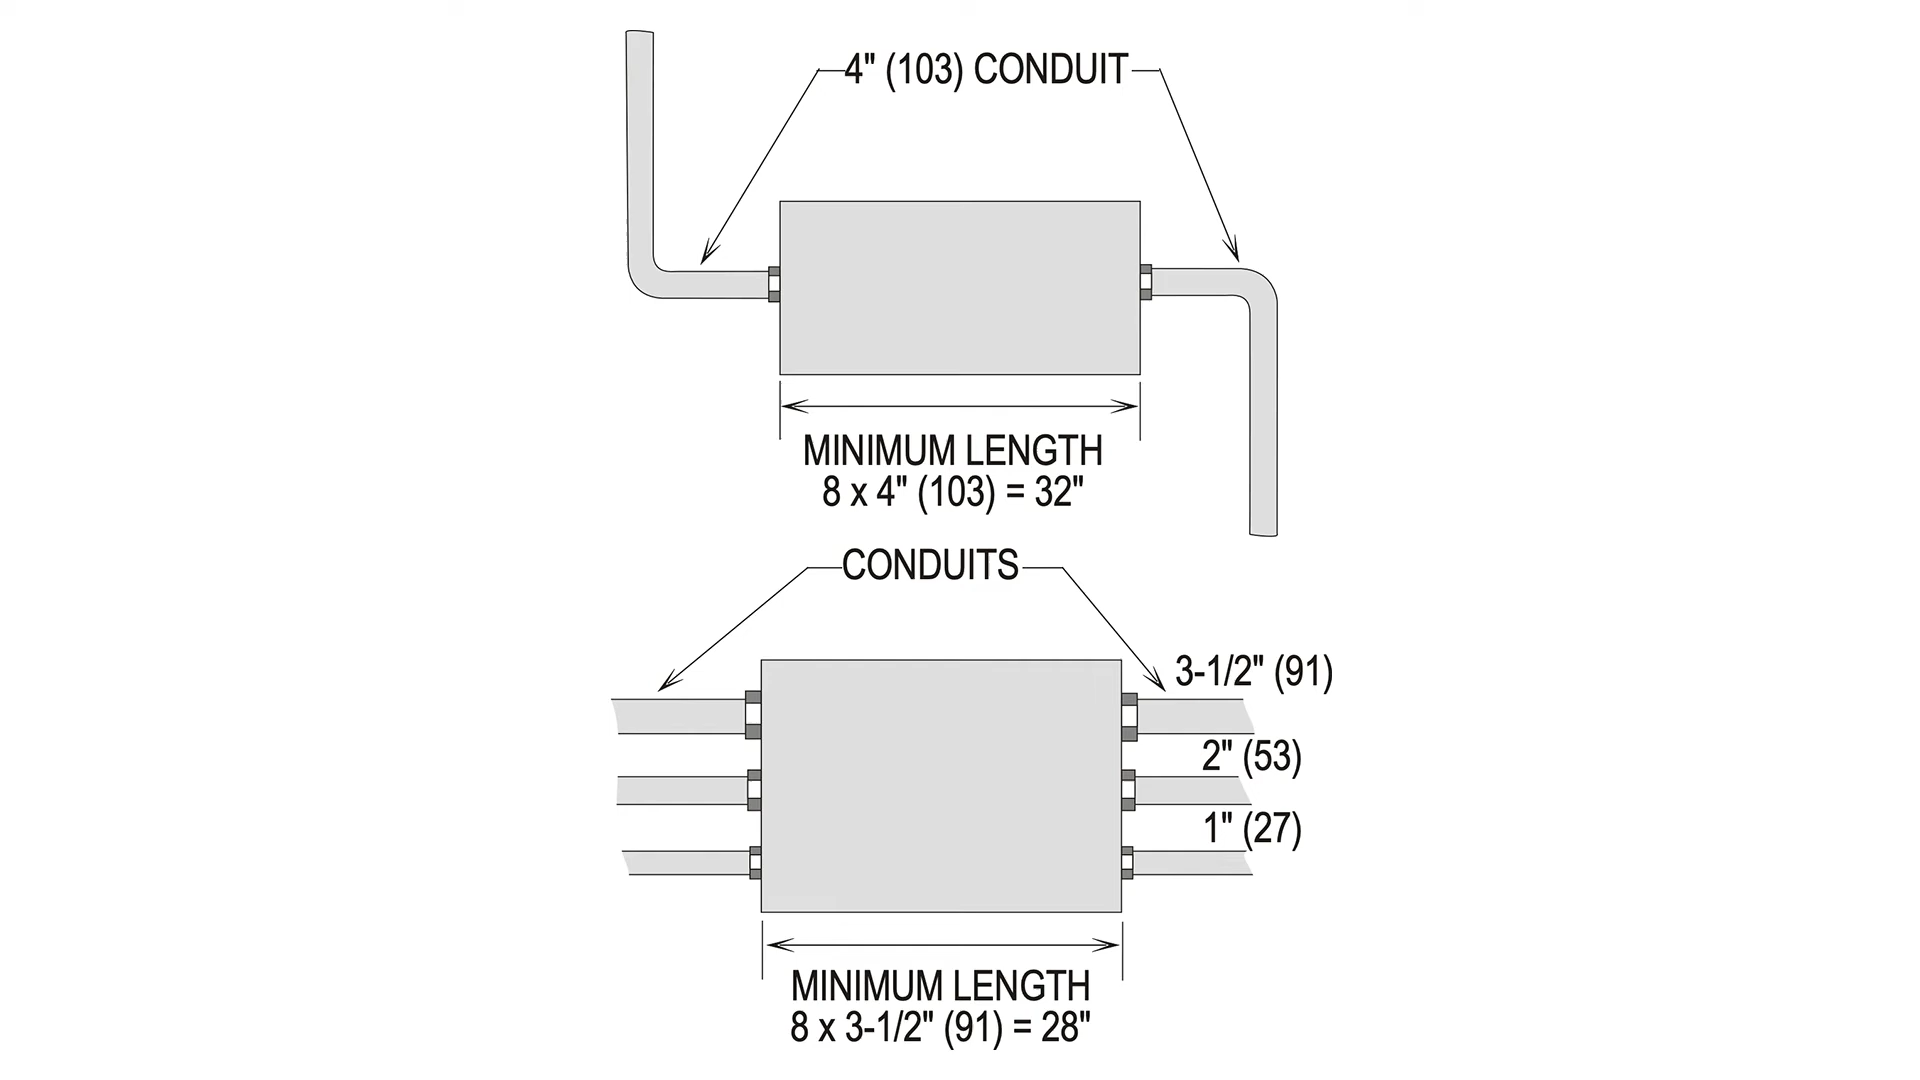 4" (103) CONDUIT
MINIMUM LENGTH
8 x 4" (103) = 32"
CONDUITS
3-1/2" (91)
2" (53)
1" (27)
MINIMUM LENGTH
8 x 3-1/2" (91) = 28"